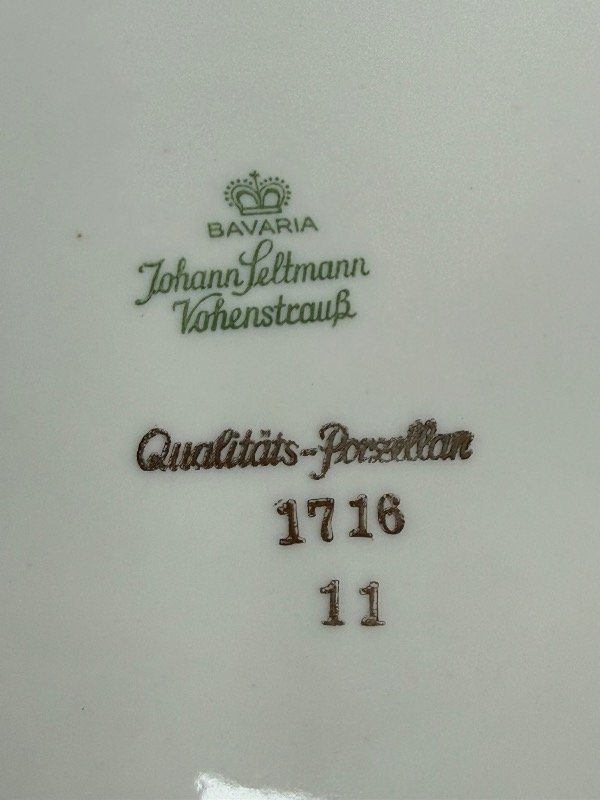 BAVARIA
Johann Seltmann
Vohenstrauß
Qualitäts-Porzellan
1716
11